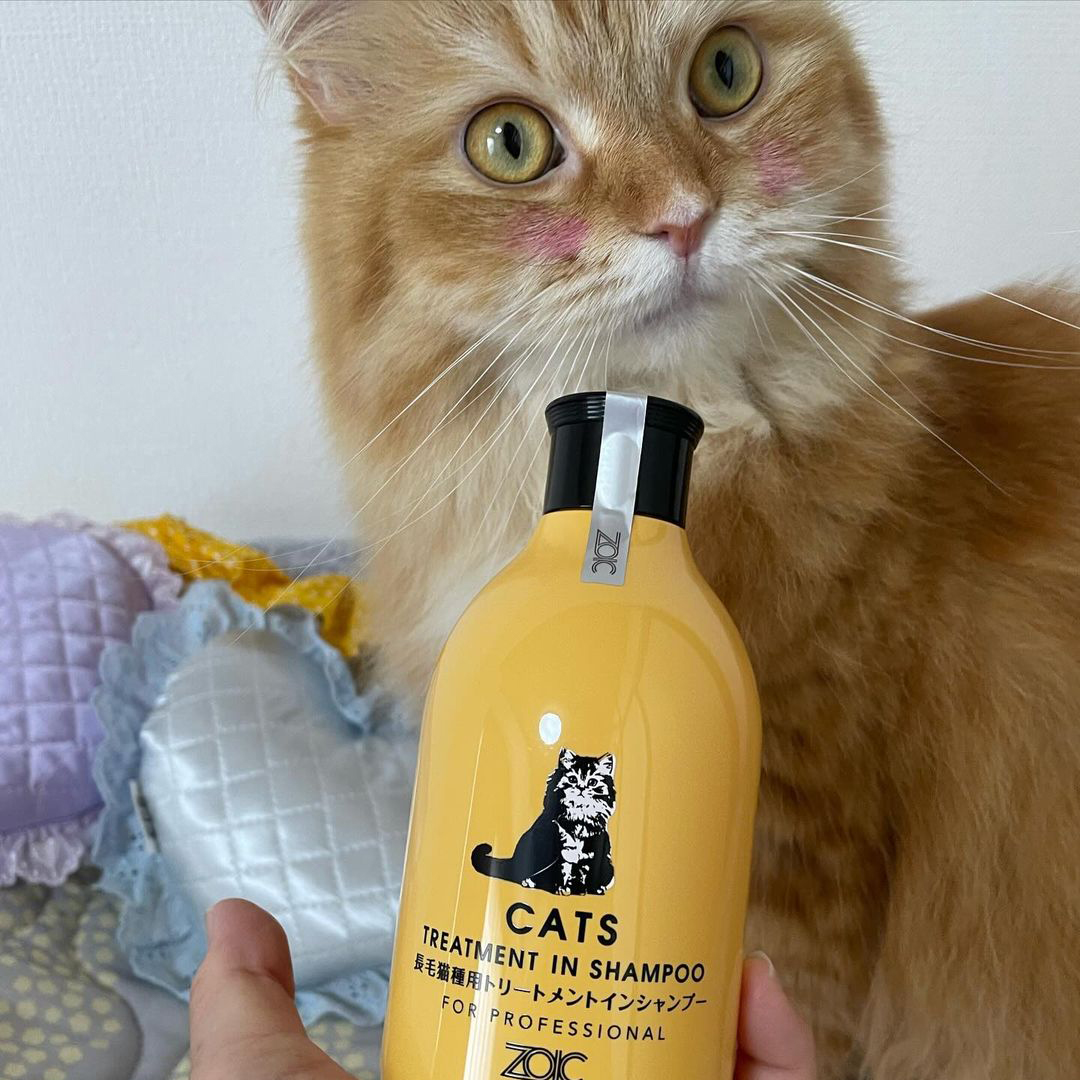 ZOIC
CATS
TREATMENT IN SHAMPOO
長毛猫種用トリートメントインシャンプー
FOR PROFESSIONAL
ZOIC